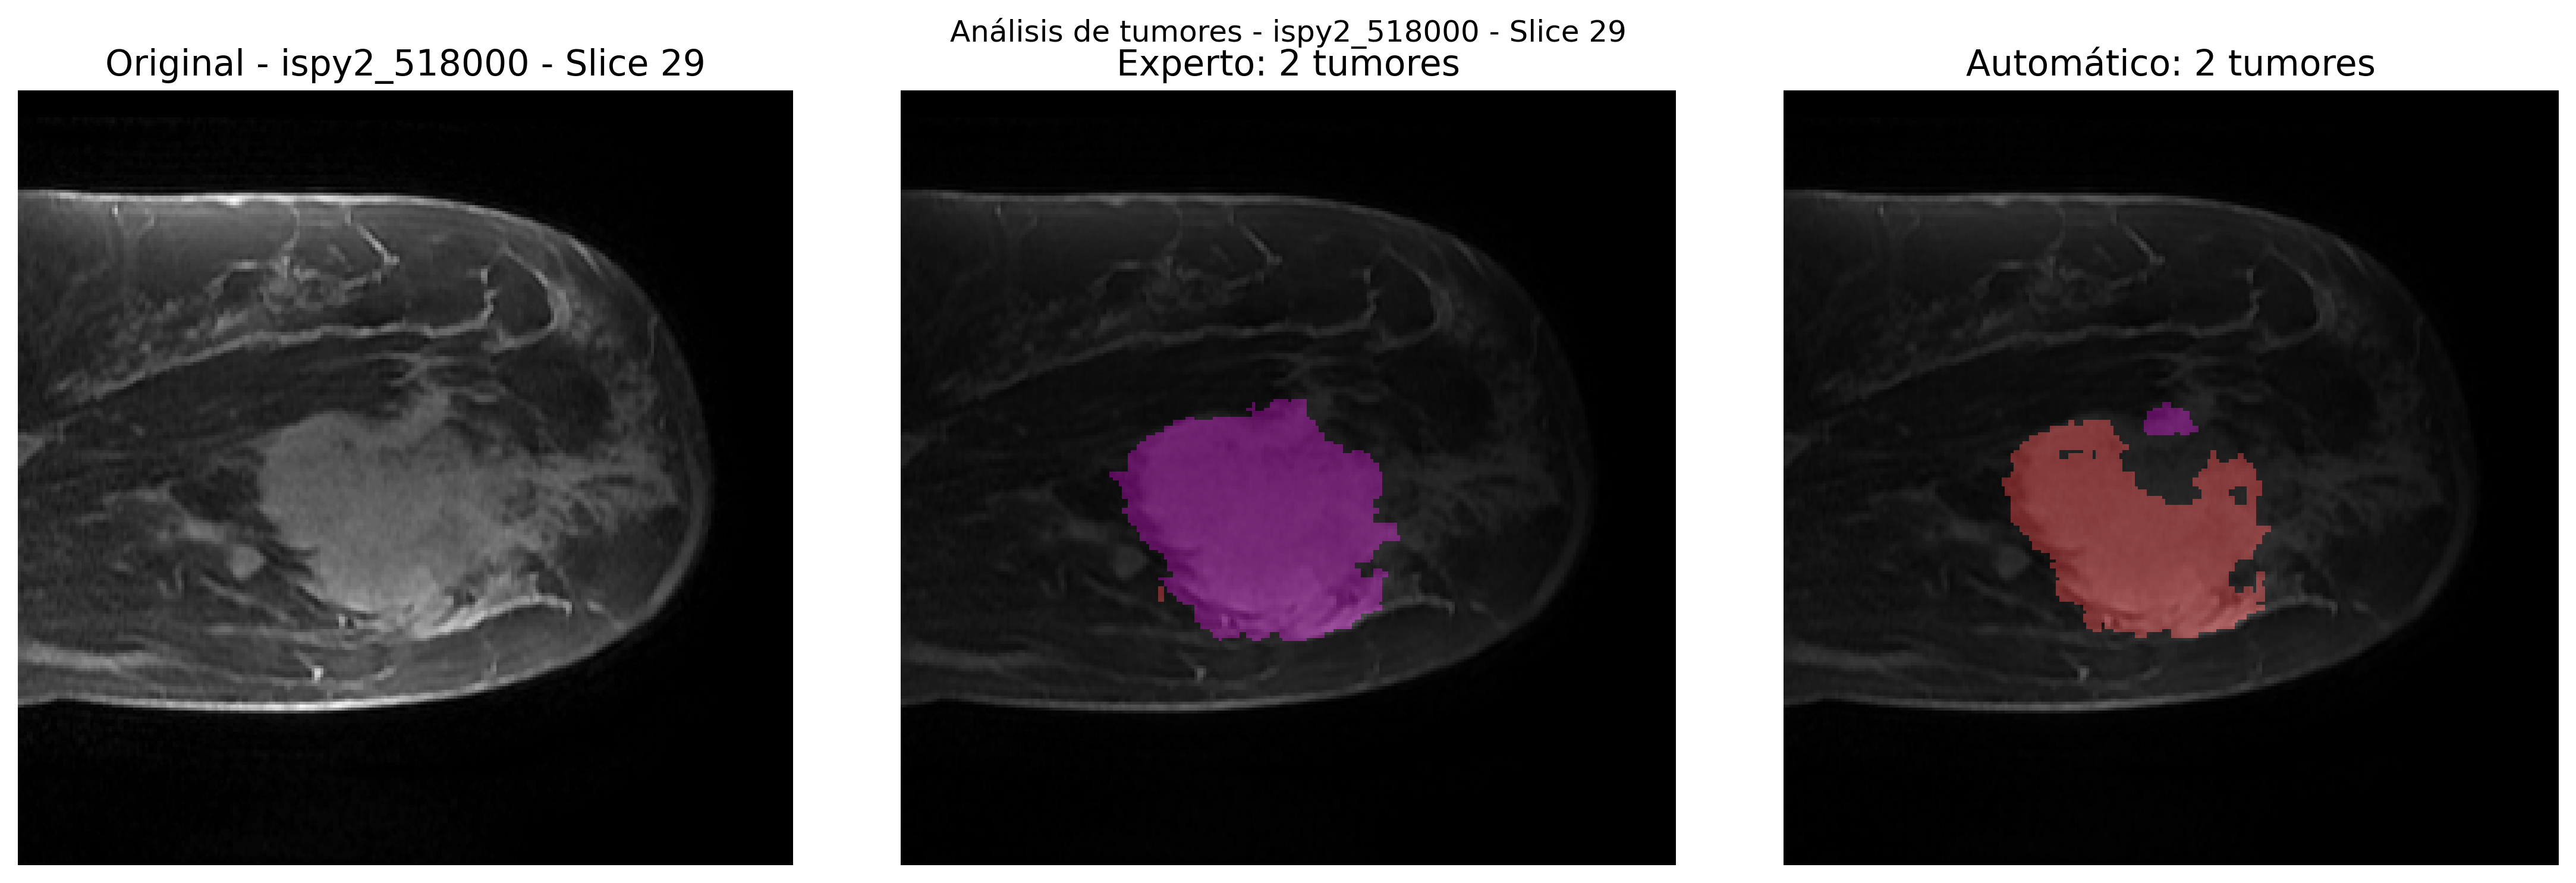 Análisis de tumores - ispy2_518000 - Slice 29
Original - ispy2_518000 - Slice 29
Experto: 2 tumores
Automático: 2 tumores